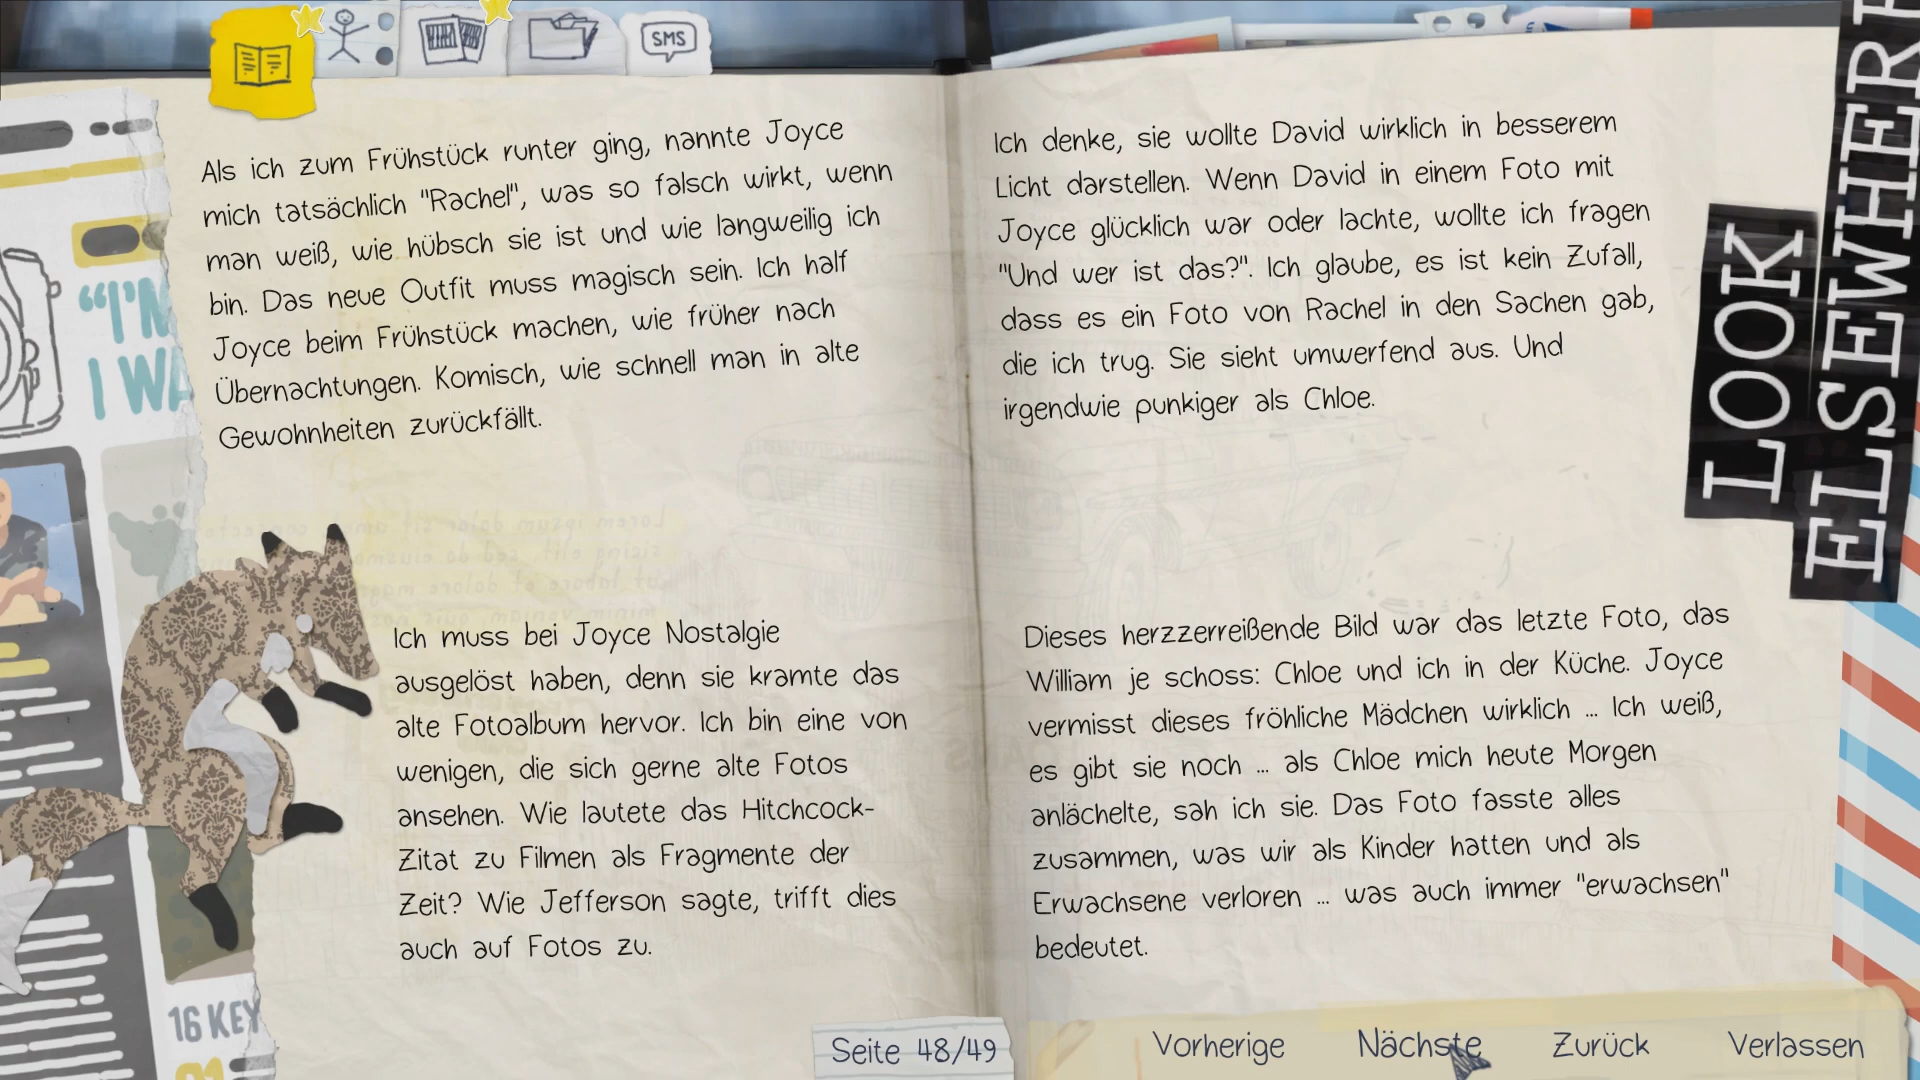 SMS
Als ich zum Frühstück runter ging, nannte Joyce
mich tatsächlich "Rachel", was so falsch wirkt, wenn
man weiß, wie hübsch sie ist und wie langweilig ich
bin. Das neue Outfit muss magisch sein. Ich half
Joyce beim Frühstück machen, wie früher nach
Übernachtungen. Komisch, wie schnell man in alte
Gewohnheiten zurückfällt.
Ich muss bei Joyce Nostalgie
ausgelöst haben, denn sie kramte das
alte Fotoalbum hervor. Ich bin eine von
wenigen, die sich gerne alte Fotos
ansehen. Wie lautete das Hitchcock-
Zitat zu Filmen als Fragmente der
Zeit? Wie Jefferson sagte, trifft dies
auch auf Fotos zu.
Ich denke, sie wollte David wirklich in besserem
Licht darstellen. Wenn David in einem Foto mit
Joyce glücklich war oder lachte, wollte ich fragen
"Und wer ist das?". Ich glaube, es ist kein Zufall,
dass es ein Foto von Rachel in den Sachen gab,
die ich trug. Sie sieht umwerfend aus. Und
irgendwie punkiger als Chloe.
Dieses herzzerreißende Bild war das letzte Foto, das
William je schoss: Chloe und ich in der Küche. Joyce
vermisst dieses fröhliche Mädchen wirklich ... Ich weiß,
es gibt sie noch ... als Chloe mich heute Morgen
anlächelte, sah ich sie. Das Foto fasste alles
zusammen, was wir als Kinder hatten und als
Erwachsene verloren ... was auch immer "erwachsen"
bedeutet.
LOOK
ELSEWHERE
"I'M
I WA
16 KEY
Seite 48/49
Vorherige
Nächste
Zurück
Verlassen